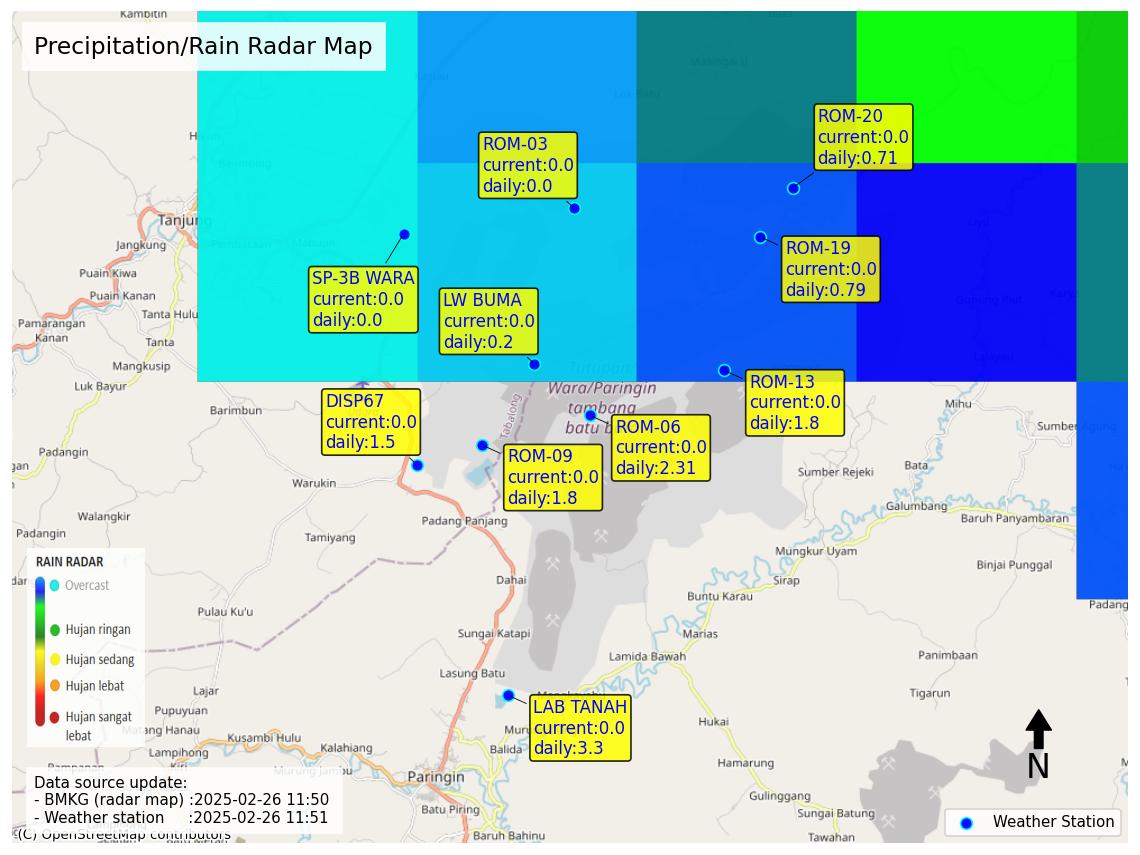 Kambitin
Precipitation/Rain Radar Map
ROM-20
current:0.0
daily:0.71
ROM-03
current:0.0
daily:0.0
Tanjung
Jangkung
ROM-19
current:0.0
daily:0.79
SP-3B WARA
current:0.0
daily:0.0
Puain Kiwa
Puain Kanan
Tanta Hulu
LW BUMA
current:0.0
daily:0.2
Pamarangan
Kanan
Tanta
Mangkusip
Luk Bayur
Tutupan
Wara/Paringin
tambang
Tabalong
ROM-13
current:0.0
daily:1.8
DISP67
current:0.0
daily:1.5
Barimbun
Mihu
ROM-06
current:0.0
daily:2.31
Padangin
ROM-09
current:0.0
daily:1.8
Sumber Rejeki
Bata
Warukin
Galumbang
Baruh Panyambaran
Walangkir
Padangin
Padang Panjang
Tamiyang
Mungkur Uyam
Binjai Punggal
Dahai
Sirap
Buntu Karau
Pulau Ku'u
Sungai Katapi
Marias
Lamida Bawah
Panimbaan
RAIN RADAR
Overcast
Hujan ringan
Hujan sedang
Hujan lebat
Hujan sangat
lebat
Lasung Batu
Lajar
Tigarun
Pupuyuan
LAB TANAH
current:0.0
daily:3.3
Hukai
Matang Hanau
Kusambi Hulu
Kalahiang
Balida
Lampihong
Murung Jambu
Hamarung
Paringin
N
Gulinggang
Batu Piring
Sungai Batung
Baruh Bahinu
Tawahan
Data source update:
- BMKG (radar map) :2025-02-26 11:50
- Weather station :2025-02-26 11:51
(C) OpenStreetMap contributors
Weather Station